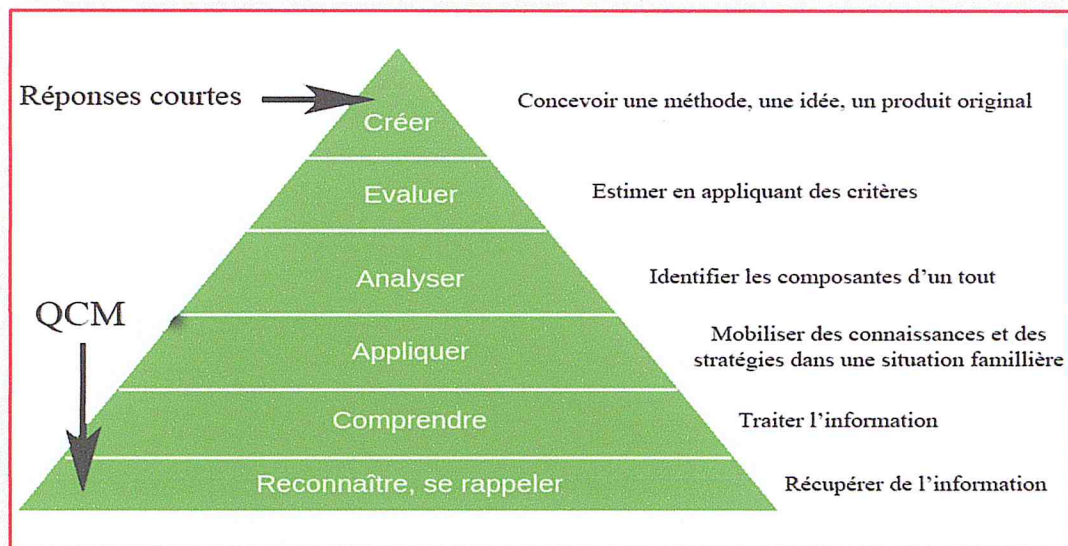 Réponses courtes
Créer
Concevoir une méthode, une idée, un produit original
Evaluer
Estimer en appliquant des critères
Analyser
Identifier les composantes d’un tout
QCM
Appliquer
Mobiliser des connaissances et des
stratégies dans une situation famillière
Comprendre
Traiter l’information
Reconnaître, se rappeler
Récupérer de l’information